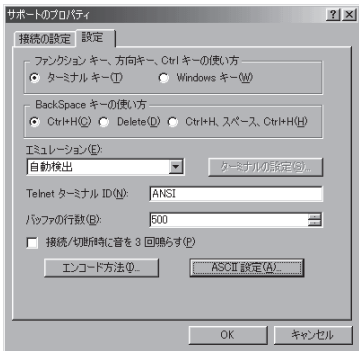 サポートのプロパティ
接続の設定 設定
ファンクション キー、方向キー、Ctrl キーの使い方
ターミナル キー(T) Windows キー(W)
BackSpace キーの使い方
Ctrl+H(C) Delete(D) Ctrl+H、スペース、Ctrl+H(H)
エミュレーション(E):
自動検出 ターミナルの設定(S)...
Telnet ターミナル ID(N): ANSI
バッファの行数(B): 500
接続/切断時に音を 3 回鳴らす(P)
エンコード方法(I)... ASCII 設定(A)...
OK キャンセル